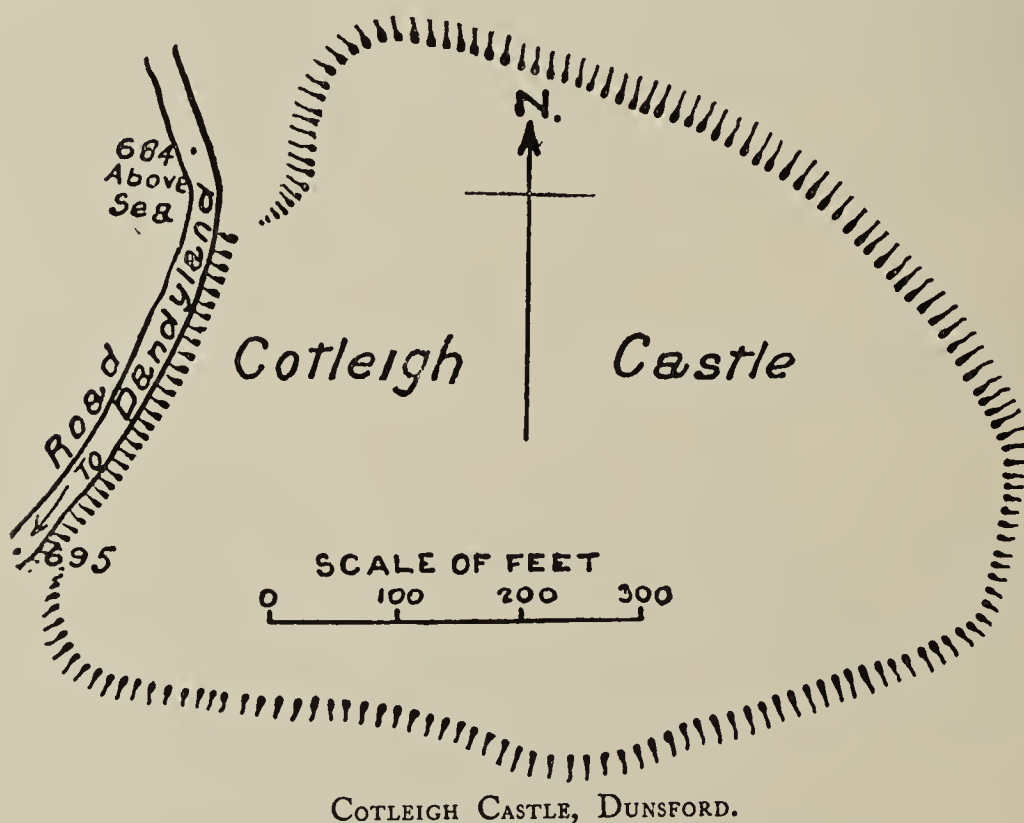 N.
684
Above
Sea
Road
To Dandyland
Cotleigh Castle
695
SCALE OF FEET
0 100 200 300
COTLEIGH CASTLE, DUNSFORD.